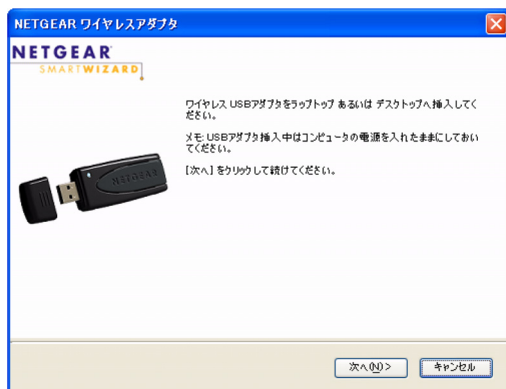 NETGEAR ワイヤレスアダプタ
NETGEAR
SMARTWIZARD
ワイヤレス USBアダプタをラップトップ あるいは デスクトップへ挿入してく
ださい。
メモ: USBアダプタ挿入中はコンピュータの電源を入れたままにしておい
てください。
[次へ] をクリックして続けてください。
NETGEAR
次へ(N) >
キャンセル